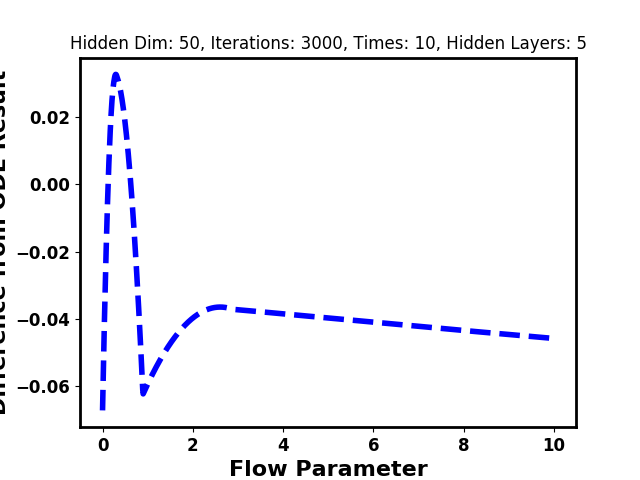 Hidden Dim: 50, Iterations: 3000, Times: 10, Hidden Layers: 5
Difference from ODE Result
0.02
0.00
−0.02
−0.04
−0.06
0 2 4 6 8 10
Flow Parameter